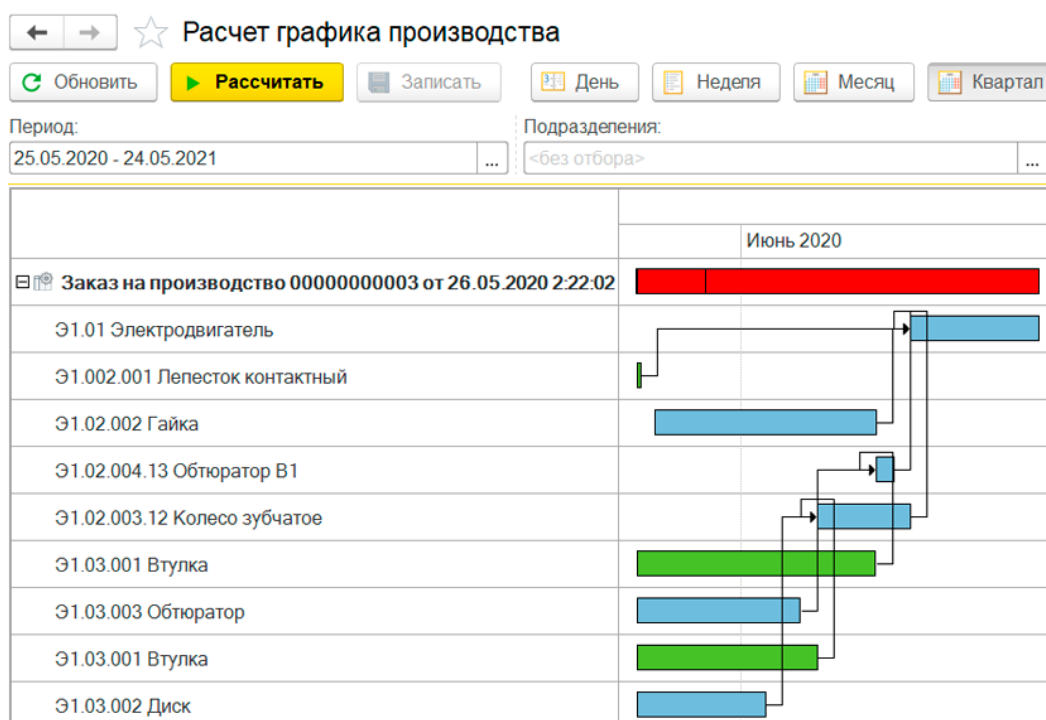 Расчет графика производства
Обновить Рассчитать Записать День Неделя Месяц Квартал
Период: Подразделения:
25.05.2020 - 24.05.2021 ... <без отбора> ...
Июнь 2020
Заказ на производство 00000000003 от 26.05.2020 2:22:02
Э1.01 Электродвигатель
Э1.002.001 Лепесток контактный
Э1.02.002 Гайка
Э1.02.004.13 Обтюратор В1
Э1.02.003.12 Колесо зубчатое
Э1.03.001 Втулка
Э1.03.003 Обтюратор
Э1.03.001 Втулка
Э1.03.002 Диск